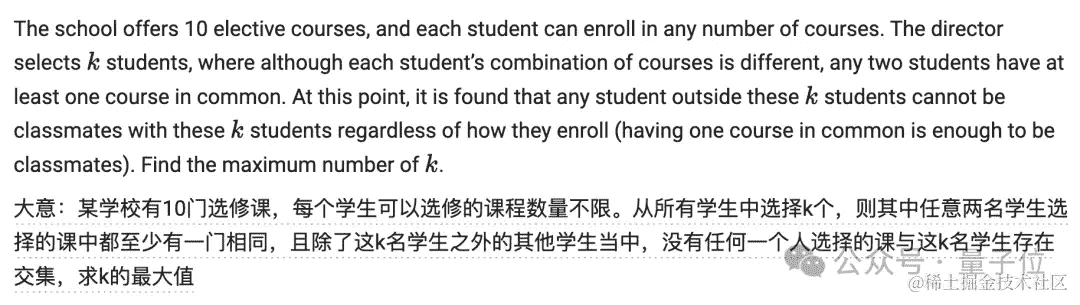 The school offers 10 elective courses, and each student can enroll in any number of courses. The director
selects k students, where although each student's combination of courses is different, any two students have at
least one course in common. At this point, it is found that any student outside these k students cannot be
classmates with these k students regardless of how they enroll (having one course in common is enough to be
classmates). Find the maximum number of k.
大意：某学校有10门选修课，每个学生可以选修的课程数量不限。从所有学生中选择k个，则其中任意两名学生选
择的课中都至少有一门相同，且除了这k名学生之外的其他学生当中，没有任何一个人选择的课与这k名学生存在
交集，求k的最大值
公众号·量子位
@稀土掘金技术社区